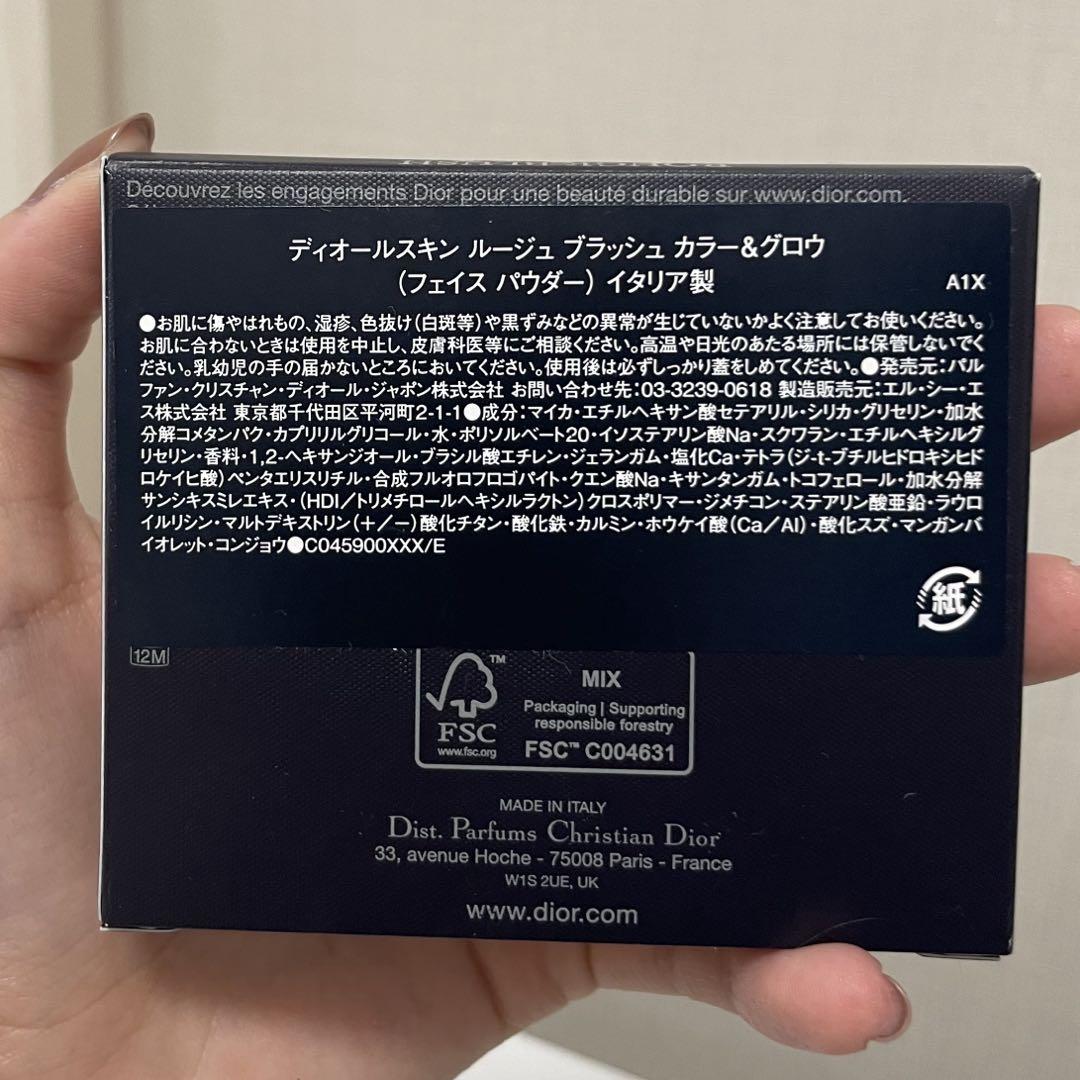 Découvrez les engagements Dior pour une beauté durable sur www.dior.com.
ディオールスキン ルージュ ブラッシュ カラー&グロウ
(フェイス パウダー) イタリア製
A1X
●お肌に傷やはれもの、湿疹、色抜け(白斑等)や黒ずみなどの異常が生じていないかよく注意してお使いください。
お肌に合わないときは使用を中止し、皮膚科医等にご相談ください。高温や日光のあたる場所には保管しないでく
ださい。乳幼児の手の届かないところにおいてください。使用後は必ずしっかり蓋をしめてください。●発売元:パル
ファン・クリスチャン・ディオール・ジャポン株式会社 お問い合わせ先:03-3239-0618 製造販売元:エル・シー・エ
ス株式会社 東京都千代田区平河町2-1-1●成分:マイカ・エチルヘキサン酸セテアリル・シリカ・グリセリン・加水
分解コメタンパク・カプリリルグリコール・水・ポリソルベート20・イソステアリン酸Na・スクワラン・エチルヘキシルグ
リセリン・香料・1,2-ヘキサンジオール・ブラシル酸エチレン・ジェランガム・塩化Ca・テトラ(ジ-t-ブチルヒドロキシヒド
ロケイヒ酸)ペンタエリスリチル・合成フルオロフロゴパイト・クエン酸Na・キサンタンガム・トコフェロール・加水分解
サンシキスミレエキス・(HDI/トリメチロールヘキシルラクトン)クロスポリマー・ジメチコン・ステアリン酸亜鉛・ラウロ
イルリシン・マルトデキストリン(+/-)酸化チタン・酸化鉄・カルミン・ホウケイ酸(Ca/Al)・酸化スズ・マンガンバ
イオレット・コンジョウ●C045900XXX/E
紙
12M
FSC™
www.fsc.org
MIX
Packaging | Supporting
responsible forestry
FSC™ C004631
MADE IN ITALY
Dist. Parfums Christian Dior
33, avenue Hoche - 75008 Paris - France
W1S 2UE, UK
www.dior.com